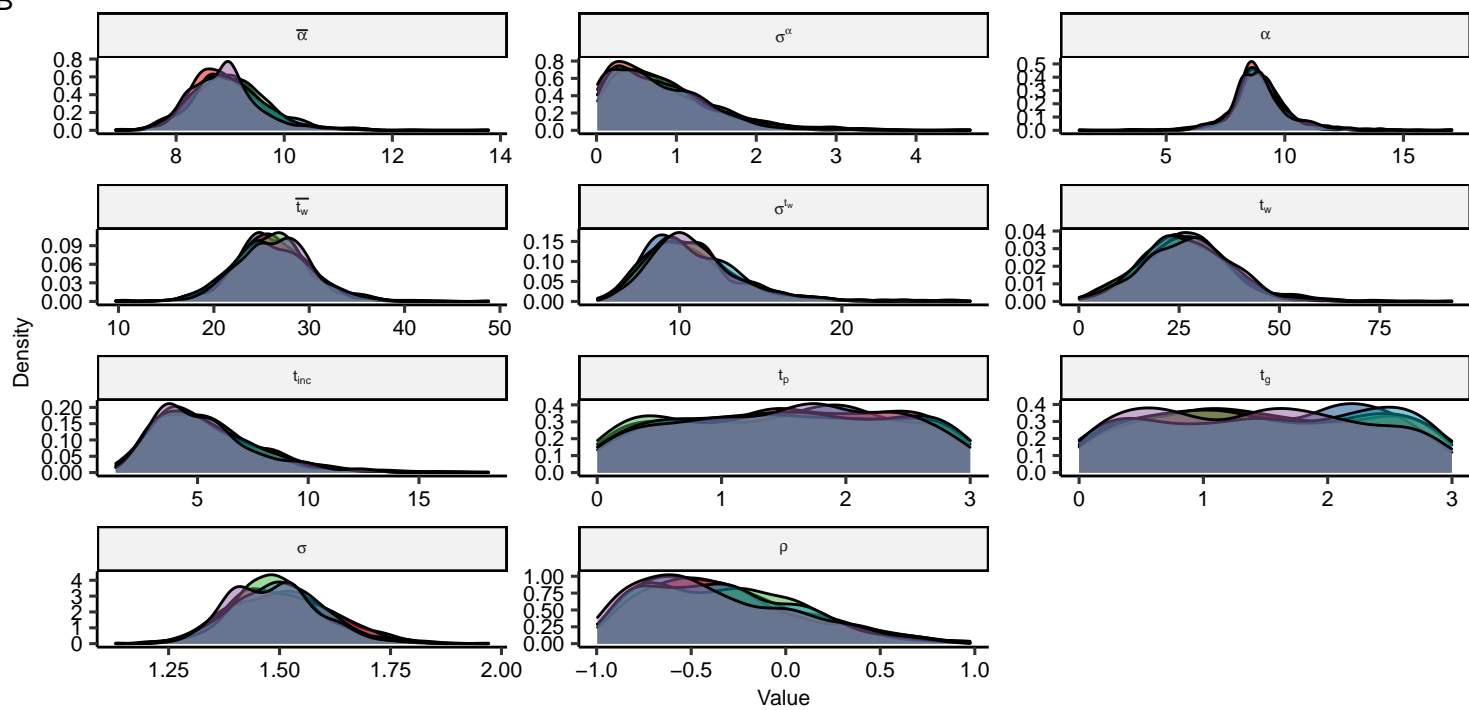 B
α̅ σᵅ α
0.8 0.6 0.4 0.2 0.0 0.8 0.6 0.4 0.2 0.0 0.5 0.4 0.3 0.2 0.1 0.0
8 10 12 14 0 1 2 3 4 5 10 15
t̅w σ^tw tw
0.09 0.06 0.03 0.00 0.15 0.10 0.05 0.00 0.04 0.03 0.02 0.01 0.00
10 20 30 40 50 10 20 0 25 50 75
Density
tinc tp tg
0.20 0.15 0.10 0.05 0.00 0.4 0.3 0.2 0.1 0.0 0.4 0.3 0.2 0.1 0.0
5 10 15 0 1 2 3 0 1 2 3
σ ρ
4 3 2 1 0 1.00 0.75 0.50 0.25 0.00
1.25 1.50 1.75 2.00 −1.0 −0.5 0.0 0.5 1.0
Value